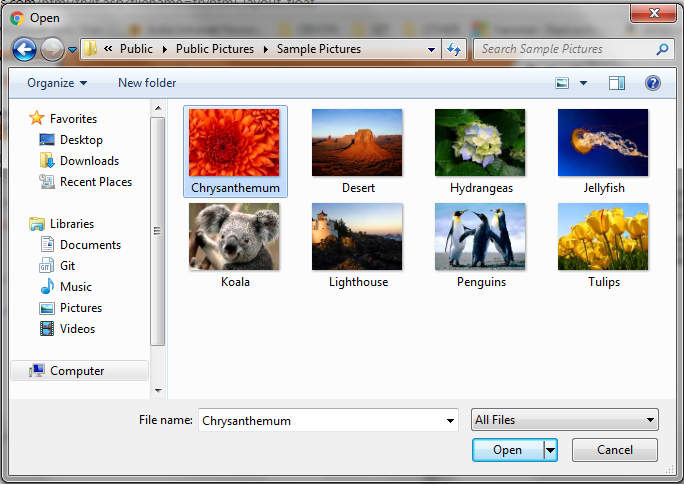 Open
Public Public Pictures Sample Pictures
Search Sample Pictures
Organize New folder
Favorites
Desktop
Downloads
Recent Places
Libraries
Documents
Git
Music
Pictures
Videos
Computer
Chrysanthemum Desert Hydrangeas Jellyfish
Koala Lighthouse Penguins Tulips
File name: Chrysanthemum All Files
Open Cancel